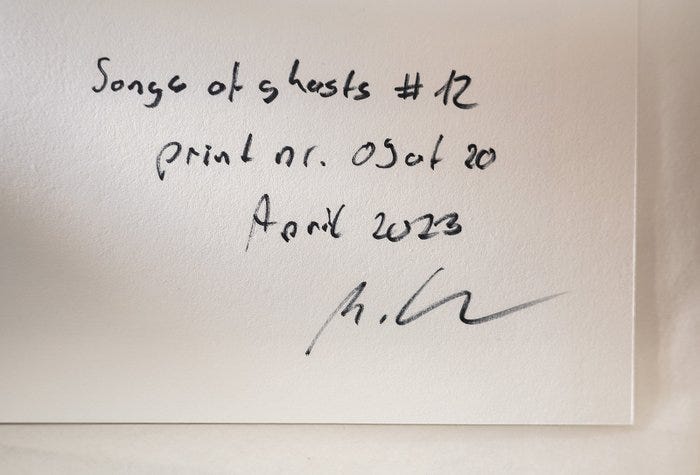 Songs of ghosts #12
print nr. 09 of 20
April 2023